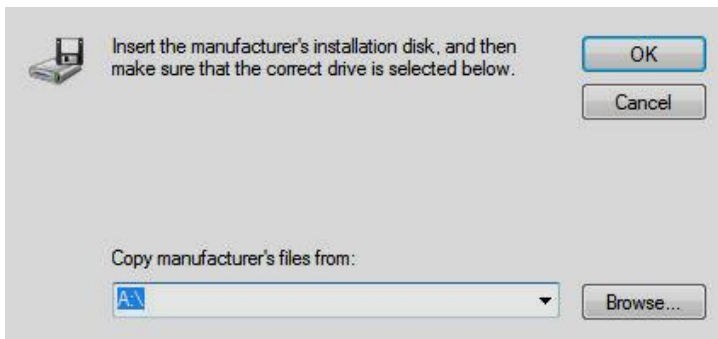 Insert the manufacturer's installation disk, and then
make sure that the correct drive is selected below.
OK
Cancel
Copy manufacturer's files from:
A:\
Browse...